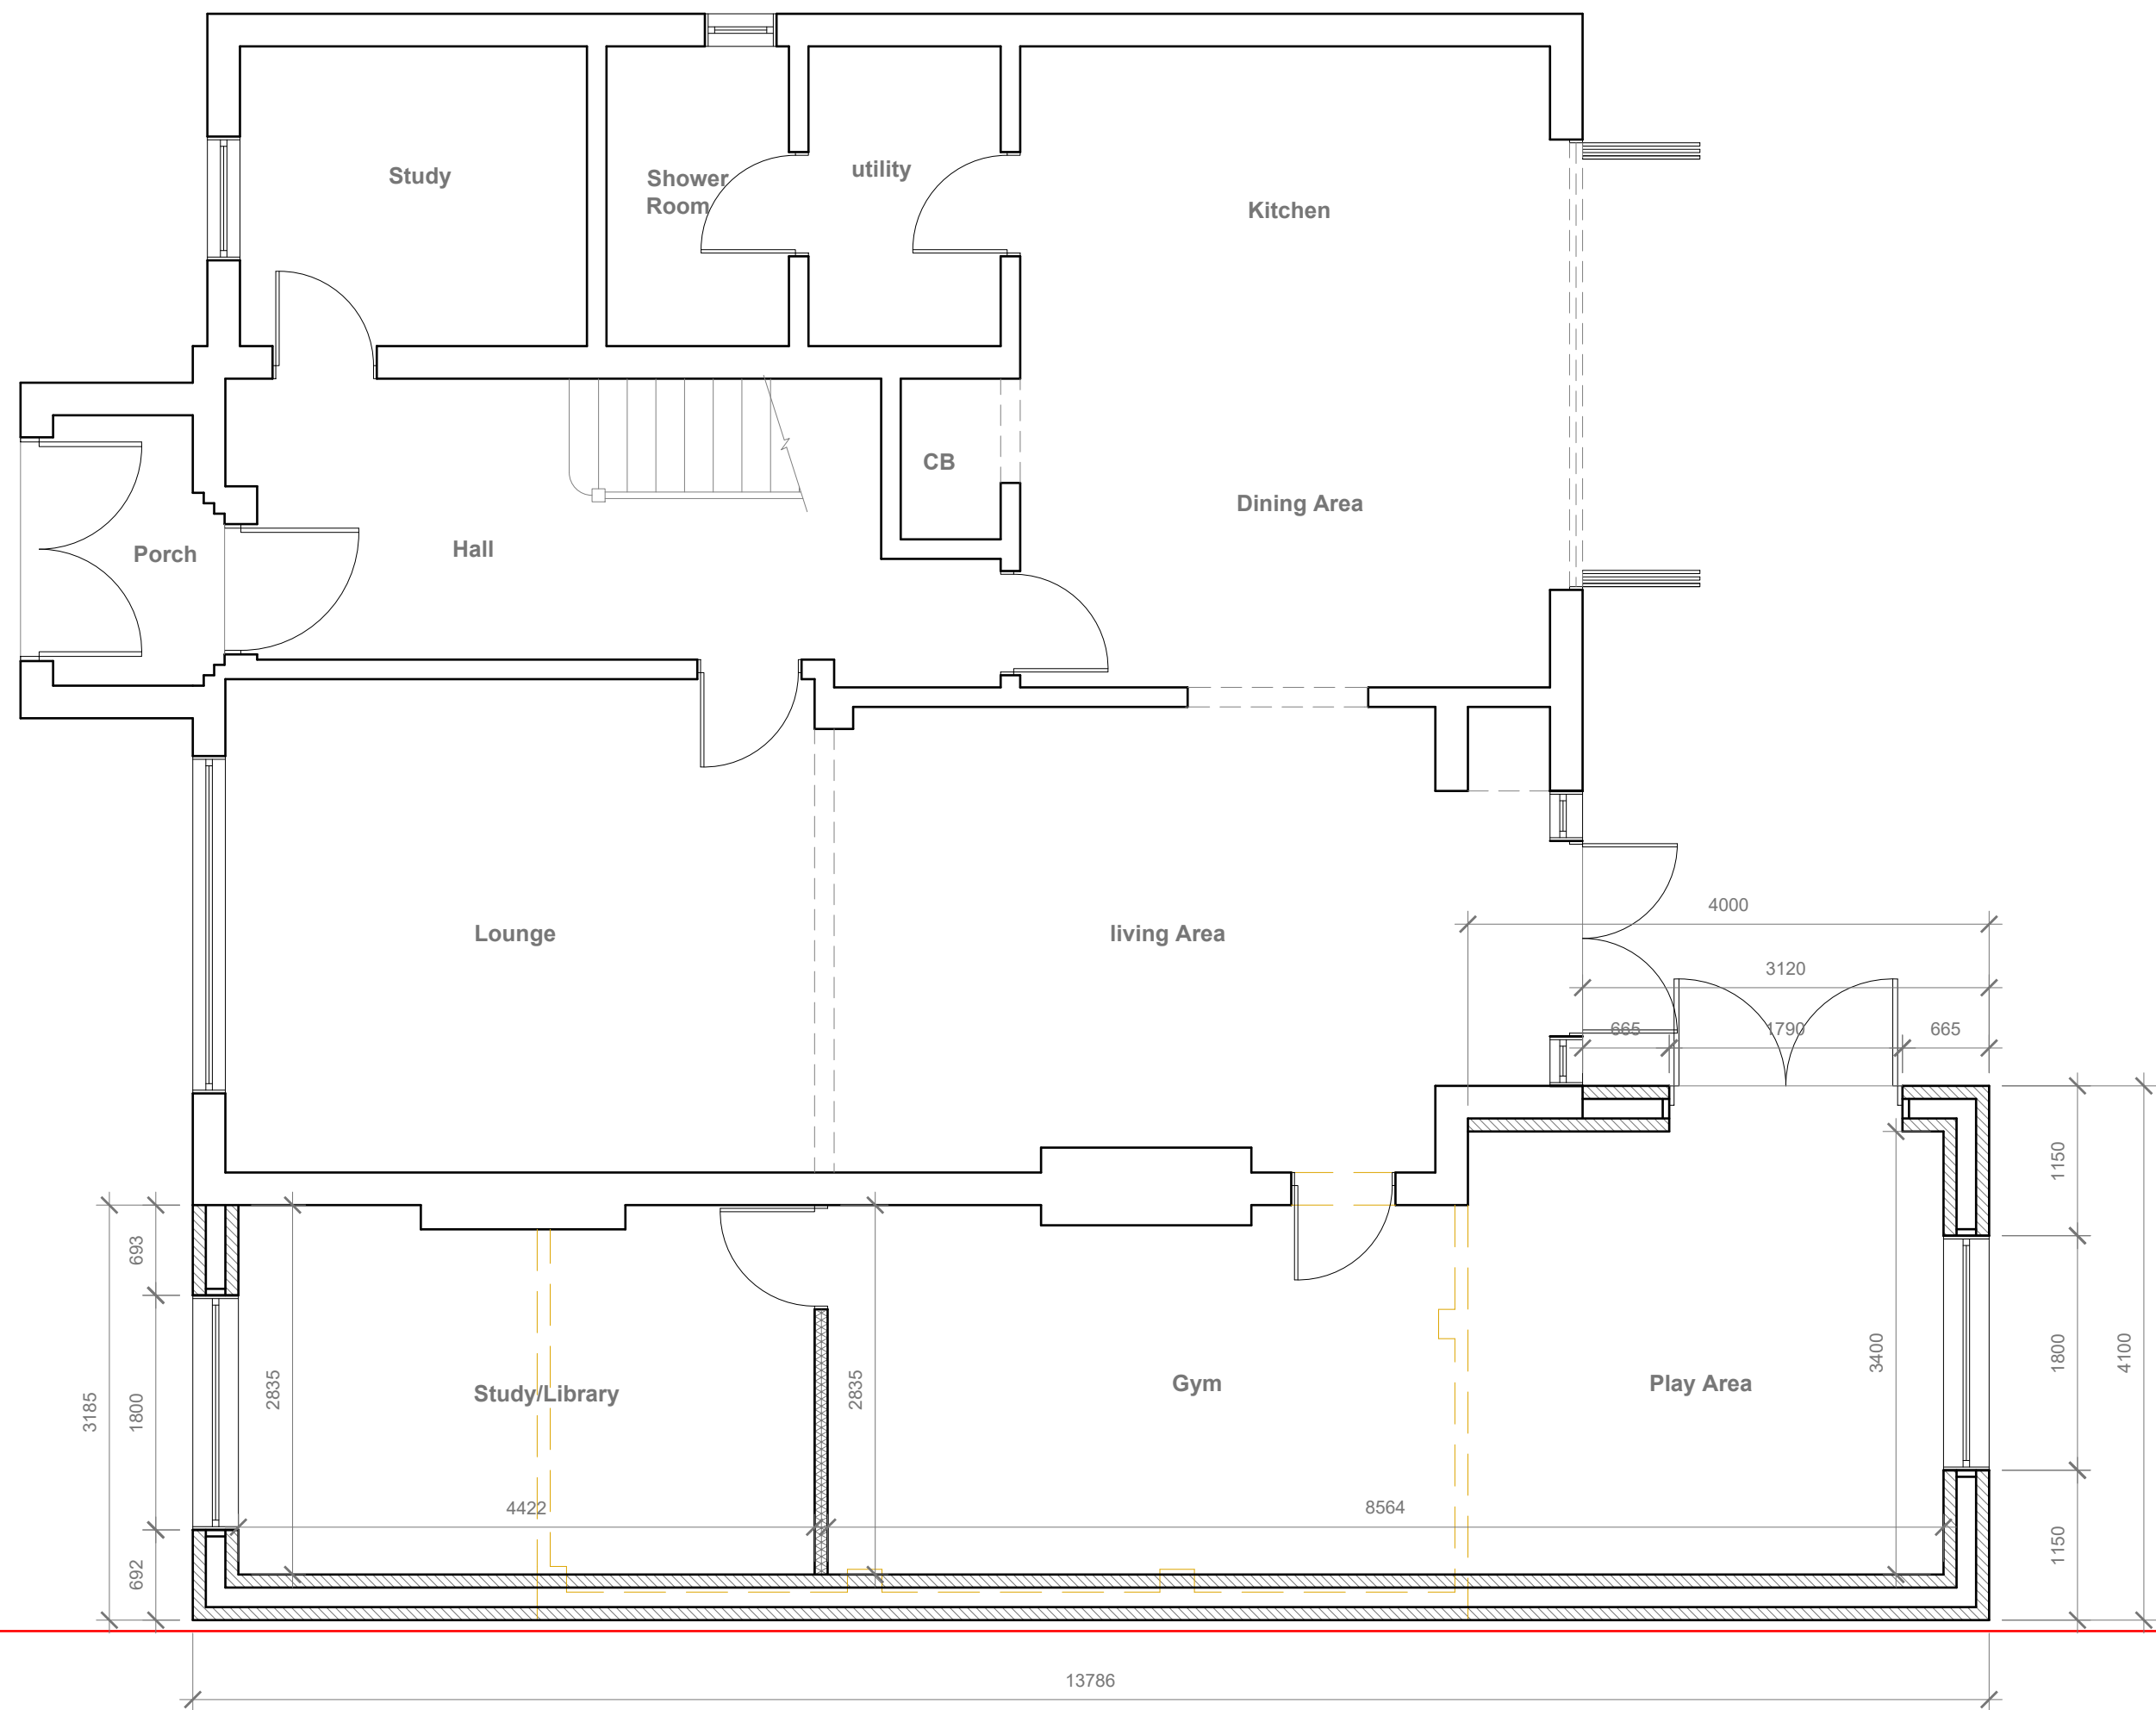 Study
Shower
Room
utility
Kitchen
CB
Dining Area
Porch
Hall
Lounge
living Area
4000
3120
665
1790
665
1150
693
3185
1800
2835
2835
3400
1800
4100
Study/Library
Gym
Play Area
4422
8564
692
1150
13786